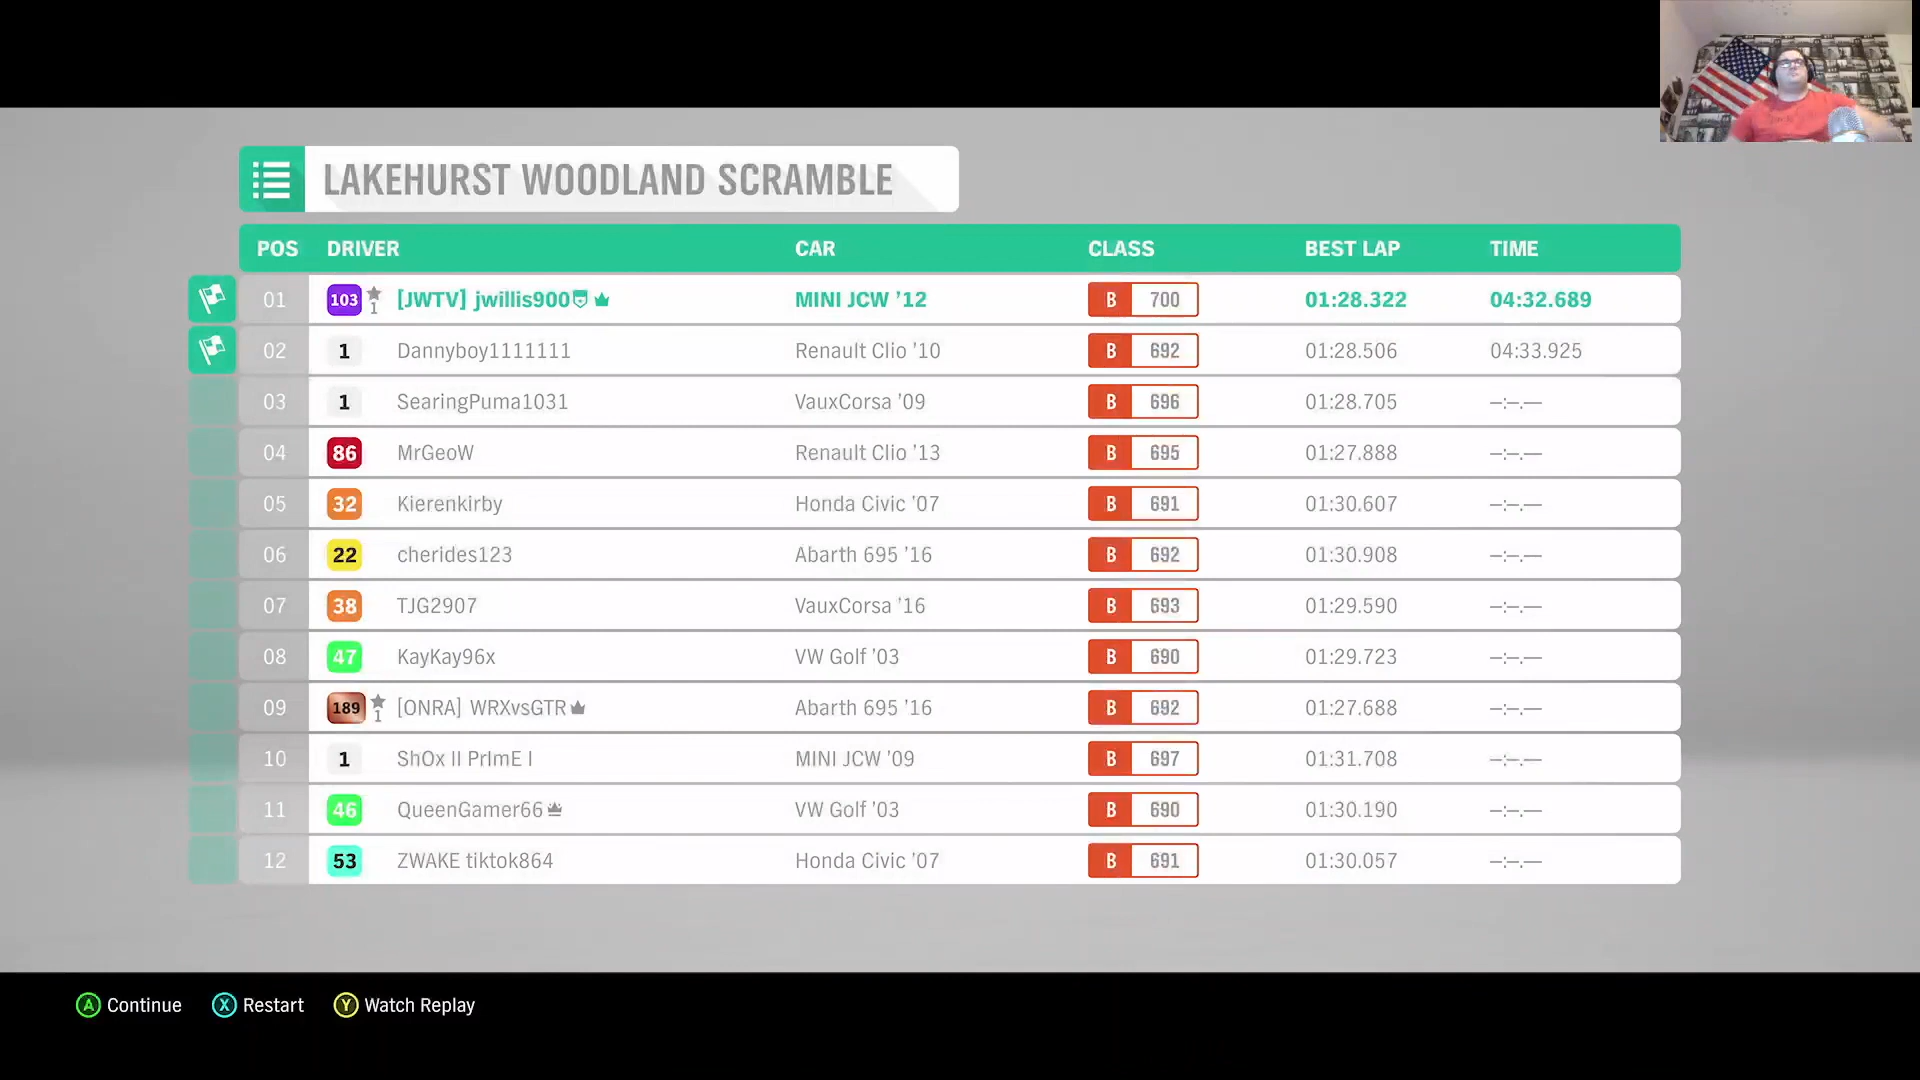 LAKEHURST WOODLAND SCRAMBLE
POS DRIVER CAR CLASS BEST LAP TIME
01 103 1 [JWTV] jwillis900 MINI JCW '12 B 700 01:28.322 04:32.689
02 1 Dannyboy1111111 Renault Clio '10 B 692 01:28.506 04:33.925
03 1 SearingPuma1031 VauxCorsa '09 B 696 01:28.705 --:--.---
04 86 MrGeoW Renault Clio '13 B 695 01:27.888 --:--.---
05 32 Kierenkirby Honda Civic '07 B 691 01:30.607 --:--.---
06 22 cherides123 Abarth 695 '16 B 692 01:30.908 --:--.---
07 38 TJG2907 VauxCorsa '16 B 693 01:29.590 --:--.---
08 47 KayKay96x VW Golf '03 B 690 01:29.723 --:--.---
09 189 1 [ONRA] WRXvsGTR Abarth 695 '16 B 692 01:27.688 --:--.---
10 1 ShOx II PrImE I MINI JCW '09 B 697 01:31.708 --:--.---
11 46 QueenGamer66 VW Golf '03 B 690 01:30.190 --:--.---
12 53 ZWAKE tiktok864 Honda Civic '07 B 691 01:30.057 --:--.---
A Continue X Restart Y Watch Replay